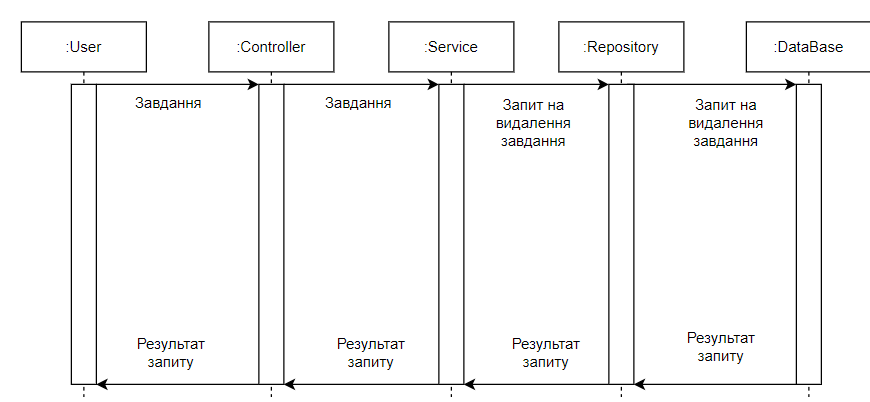 :User
:Controller
:Service
:Repository
:DataBase
Завдання
Завдання
Запит на
видалення
завдання
Запит на
видалення
завдання
Результат
запиту
Результат
запиту
Результат
запиту
Результат
запиту